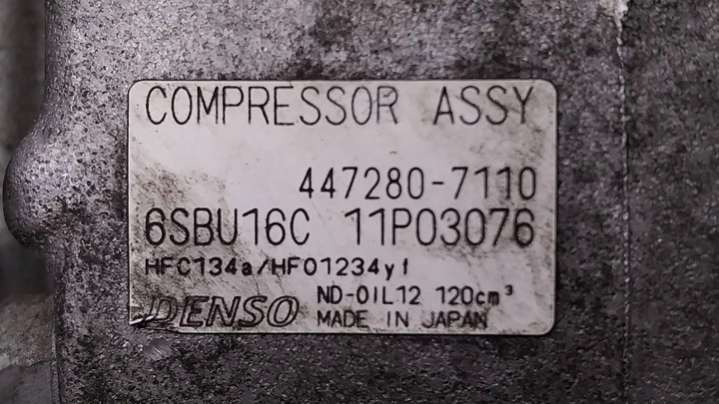 COMPRESSOR ASSY
447280-7110
6SBU16C 11P03076
HFC134a/HFO1234yf
DENSO ND-OIL12 120cm³
MADE IN JAPAN